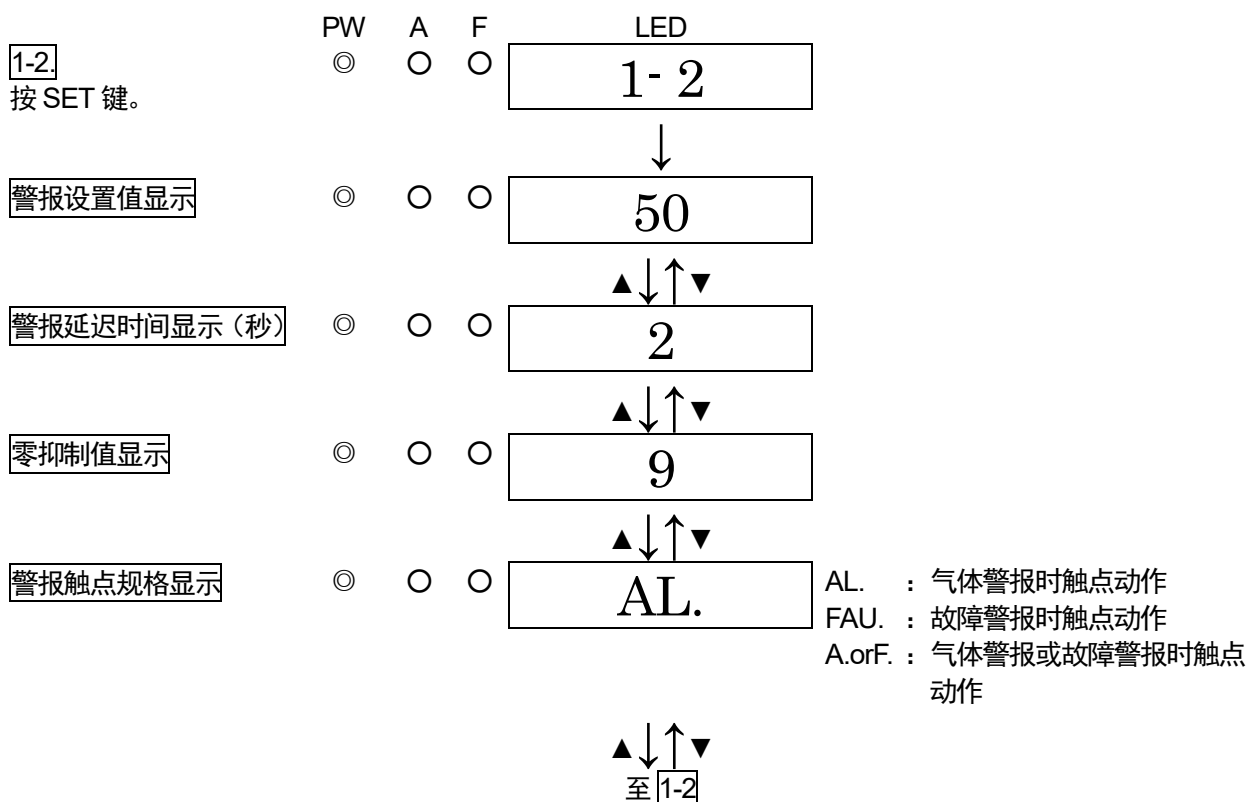 PW A F LED
1-2. ◎ ○ ○ 1- 2
按 SET 键。
↓
警报设置值显示 ◎ ○ ○ 50
▲↓↑▼
警报延迟时间显示（秒） ◎ ○ ○ 2
▲↓↑▼
零抑制值显示 ◎ ○ ○ 9
▲↓↑▼
警报触点规格显示 ◎ ○ ○ AL. AL. ：气体警报时触点动作
FAU. ：故障警报时触点动作
A.orF. ：气体警报或故障警报时触点
动作
▲↓↑▼
至 1-2